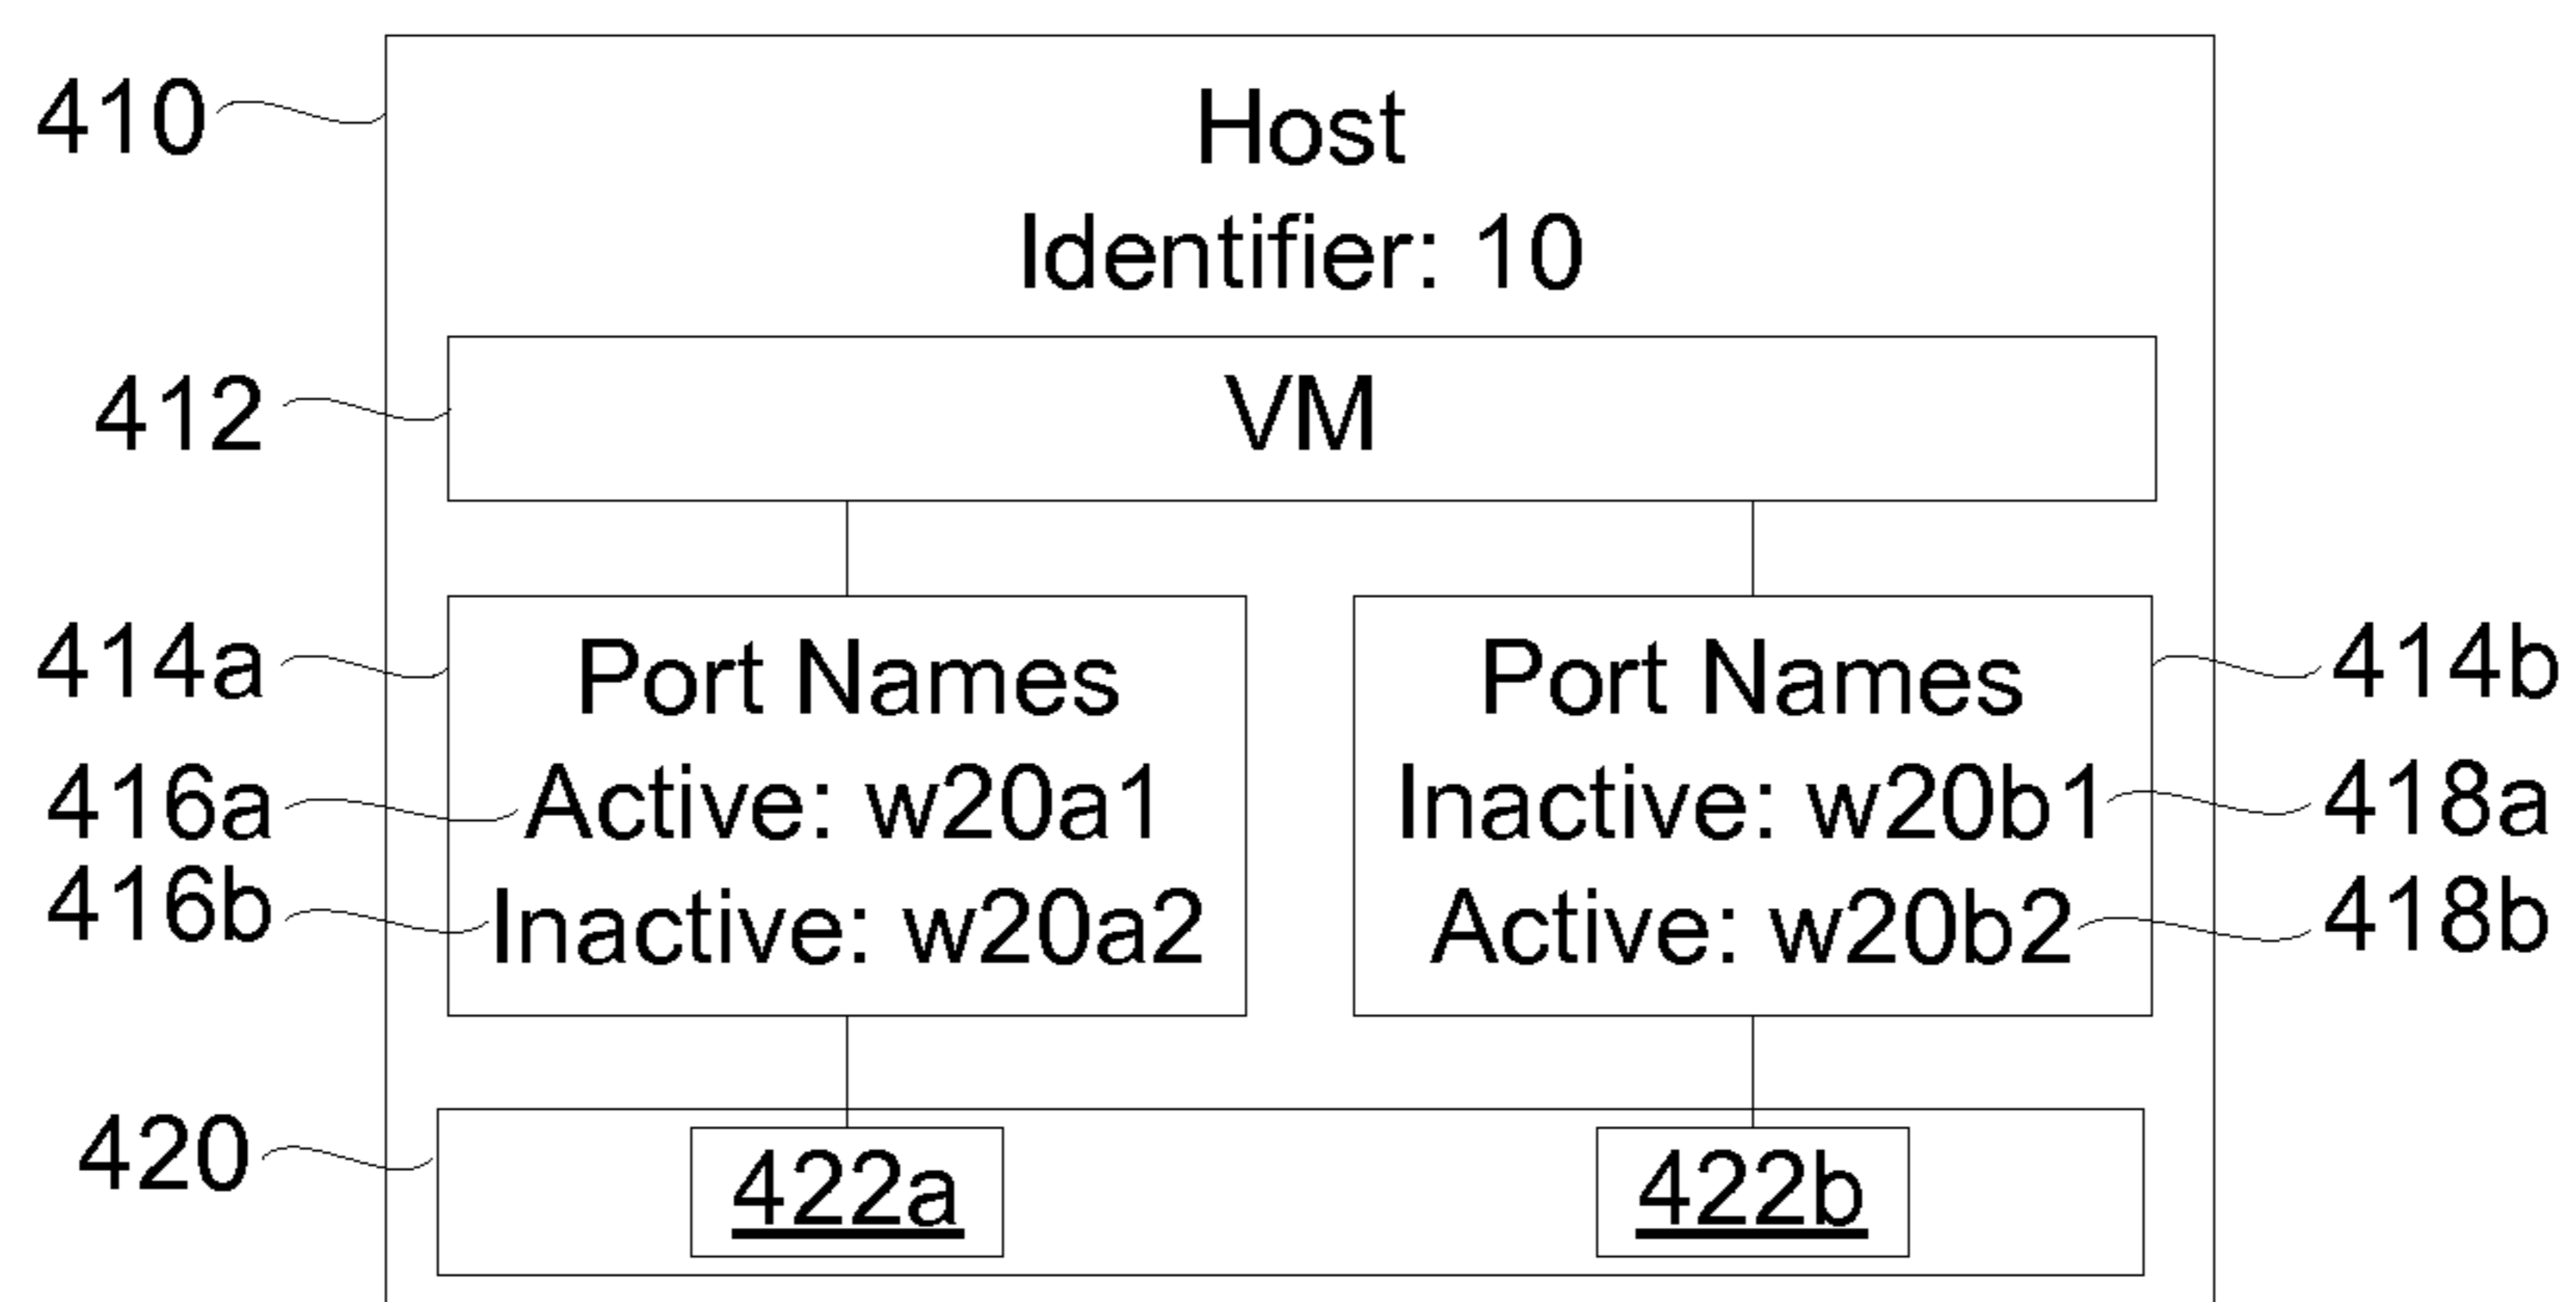 410
Host
Identifier: 10
412
VM
414a
Port Names
416a
Active: w20a1
416b
Inactive: w20a2
Port Names
414b
Inactive: w20b1
418a
Active: w20b2
418b
420
422a
422b